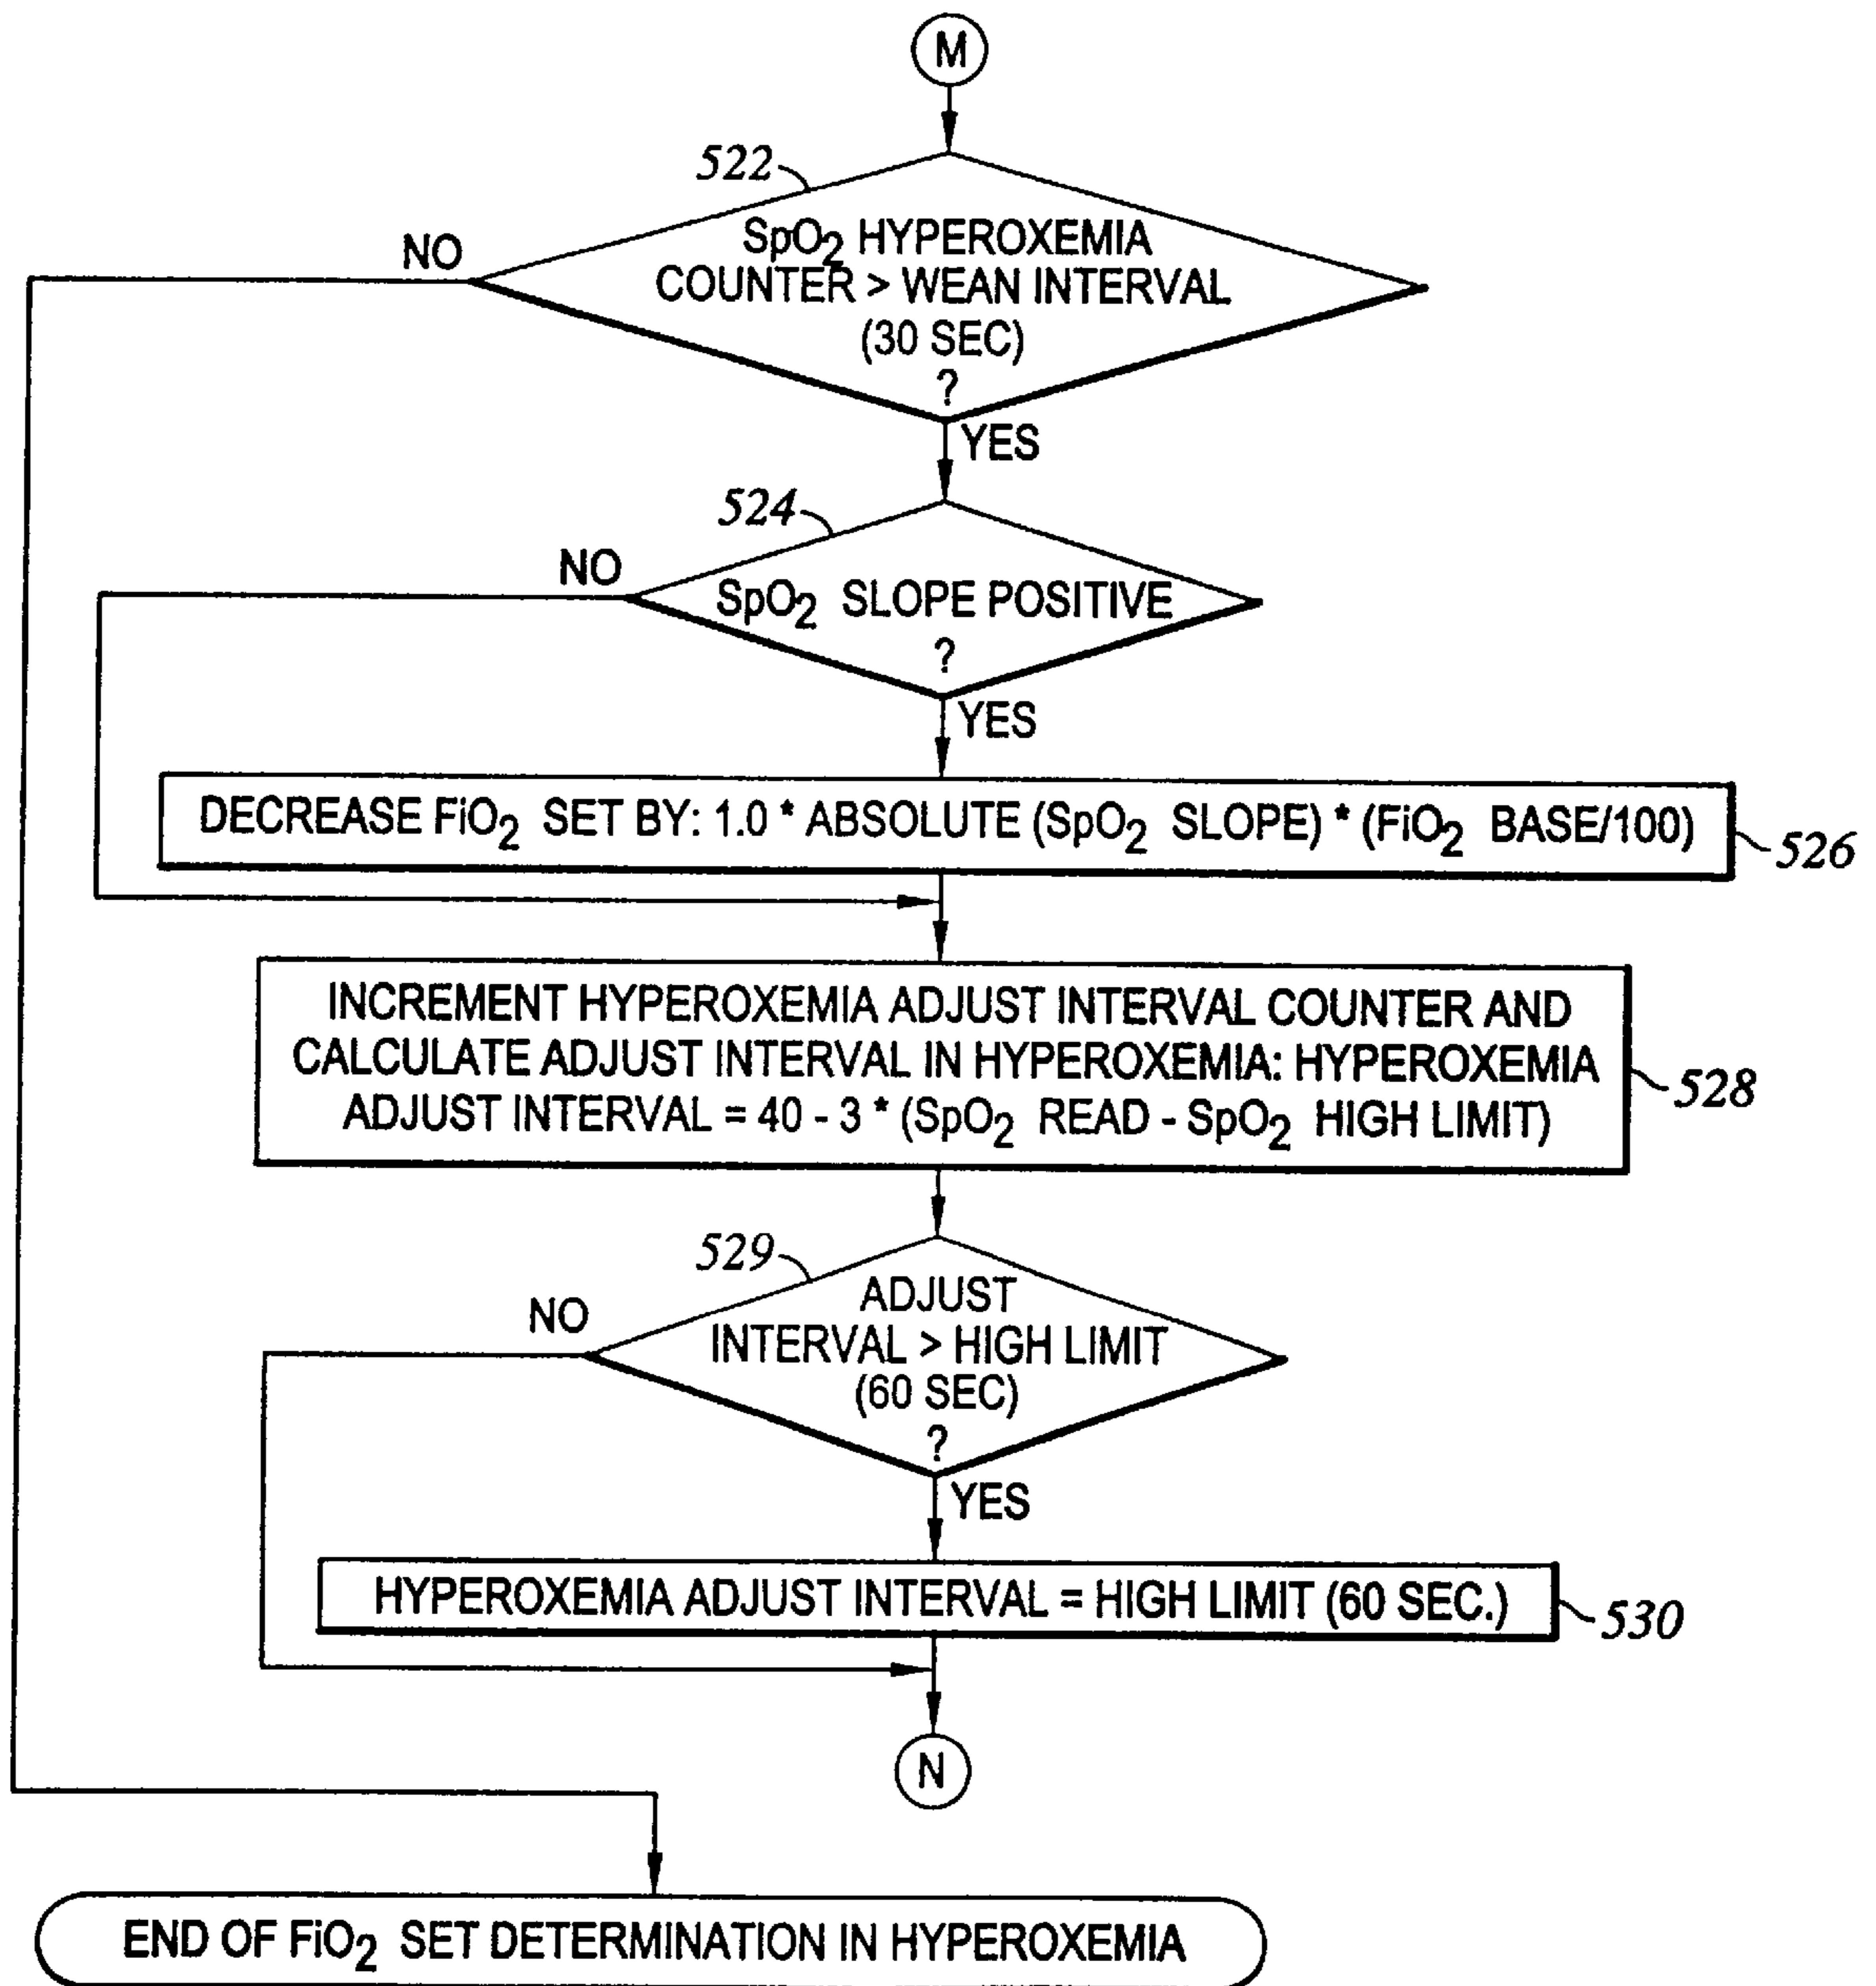 M
522
SpO2 HYPEROXEMIA
COUNTER > WEAN INTERVAL
(30 SEC)
?
NO
YES
524
SpO2 SLOPE POSITIVE
?
NO
YES
DECREASE FiO2 SET BY: 1.0 * ABSOLUTE (SpO2 SLOPE) * (FiO2 BASE/100)
526
INCREMENT HYPEROXEMIA ADJUST INTERVAL COUNTER AND
CALCULATE ADJUST INTERVAL IN HYPEROXEMIA: HYPEROXEMIA
ADJUST INTERVAL = 40 - 3 * (SpO2 READ - SpO2 HIGH LIMIT)
528
529
ADJUST
INTERVAL > HIGH LIMIT
(60 SEC)
?
NO
YES
HYPEROXEMIA ADJUST INTERVAL = HIGH LIMIT (60 SEC.)
530
N
END OF FiO2 SET DETERMINATION IN HYPEROXEMIA